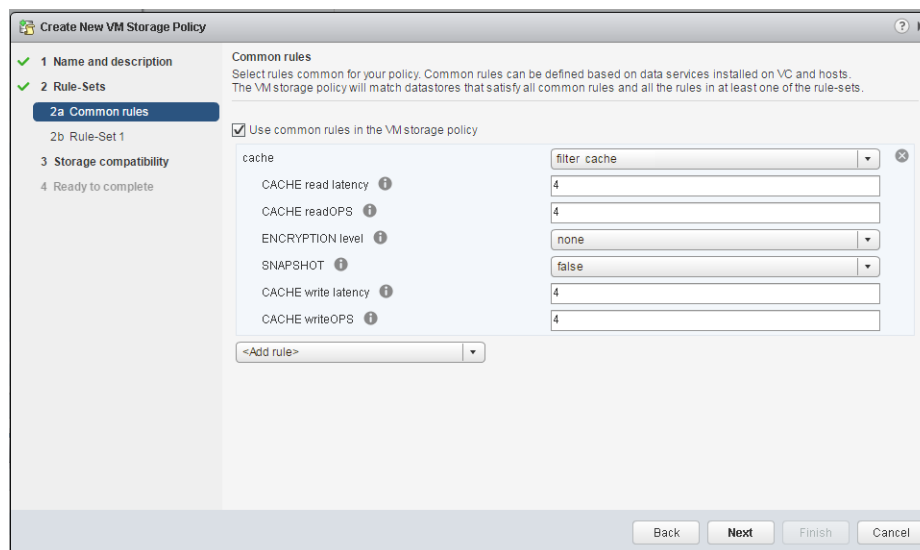 Create New VM Storage Policy
?
1 Name and description
2 Rule-Sets
2a Common rules
2b Rule-Set 1
3 Storage compatibility
4 Ready to complete
Common rules
Select rules common for your policy. Common rules can be defined based on data services installed on VC and hosts.
The VM storage policy will match datastores that satisfy all common rules and all the rules in at least one of the rule-sets.
Use common rules in the VM storage policy
cache filter cache
CACHE read latency 4
CACHE readOPS 4
ENCRYPTION level none
SNAPSHOT false
CACHE write latency 4
CACHE writeOPS 4
<Add rule>
Back Next Finish Cancel